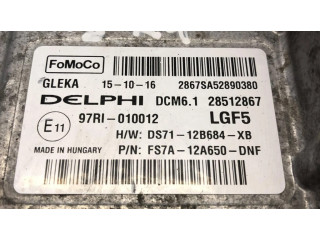 FoMoCo
GLEKA 15-10-16 2867SA52890380
DELPHI DCM6.1 28512867
E11 97RI-010012 LGF5
H/W: DS71-12B684-XB
MADE IN HUNGARY P/N: FS7A-12A650-DNF